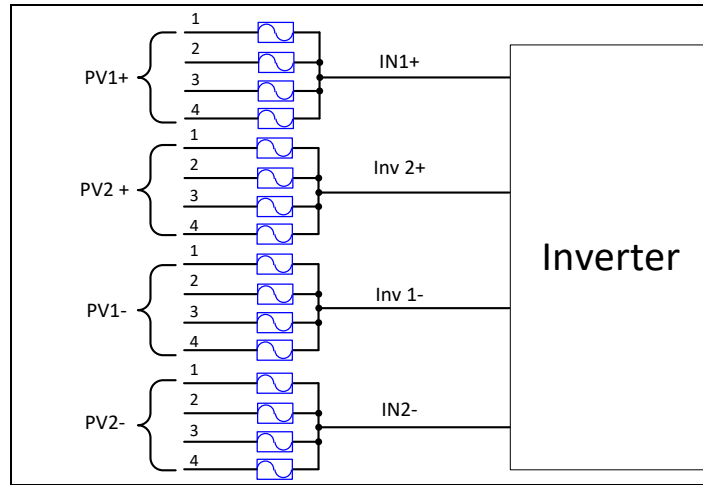 1
2
PV1+
3
4
IN1+
1
2
PV2 +
3
4
Inv 2+
1
2
PV1-
3
4
Inv 1-
1
2
PV2-
3
4
IN2-
Inverter